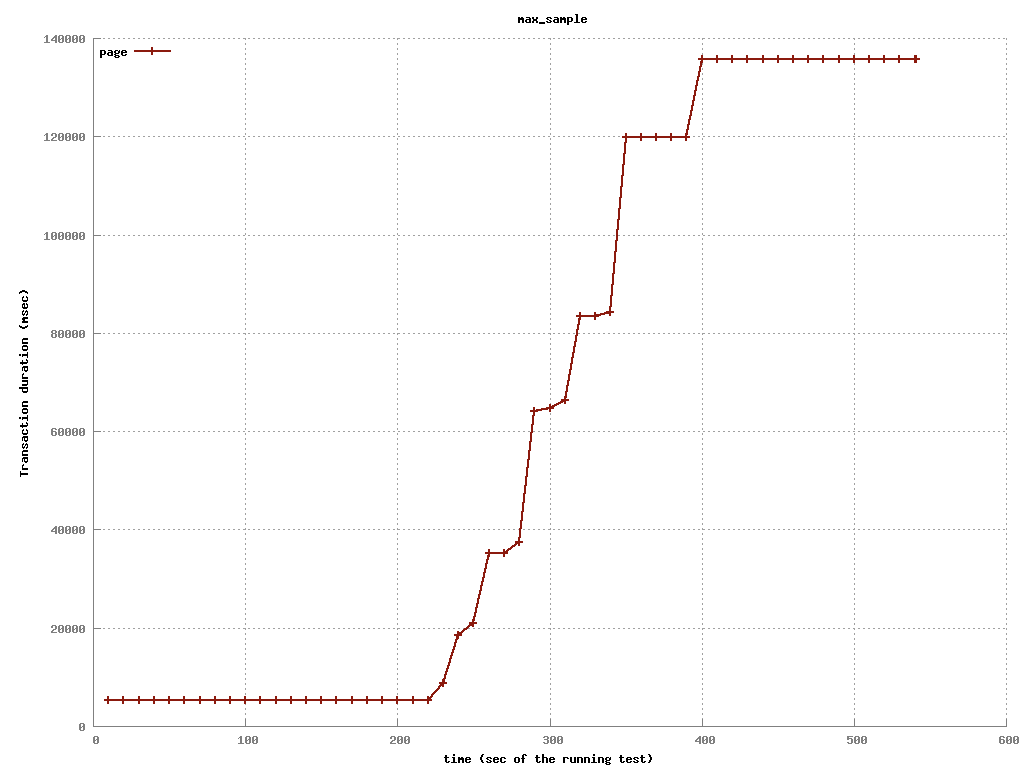 max_sample
page
140000
120000
100000
80000
60000
40000
20000
0
Transaction duration (msec)
0 100 200 300 400 500 600
time (sec of the running test)